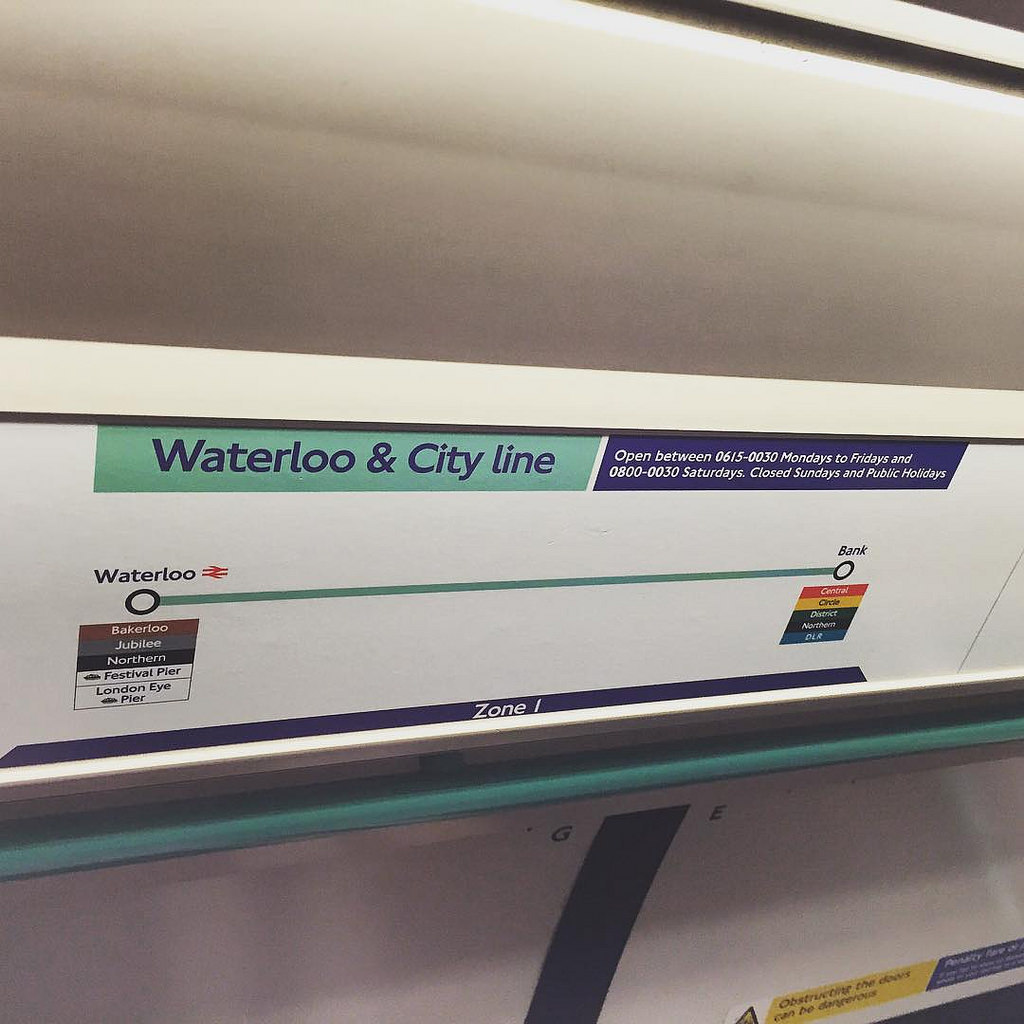 Waterloo & City line
Open between 0615-0030 Mondays to Fridays and
0800-0030 Saturdays. Closed Sundays and Public Holidays
Waterloo
Bakerloo
Jubilee
Northern
Festival Pier
London Eye
Pier
Bank
Central
Circle
District
Northern
DLR
Zone 1
G
E
Obstructing the doors
can be dangerous
Penalty fare